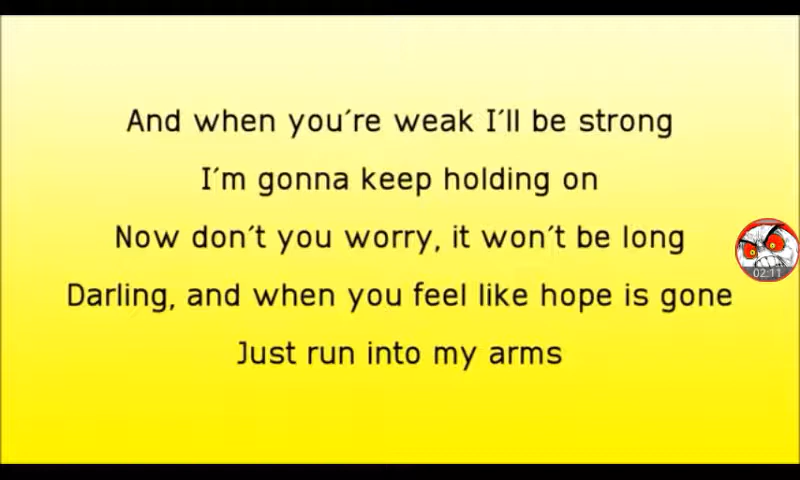 And when you're weak I'll be strong
I'm gonna keep holding on
Now don't you worry, it won't be long
Darling, and when you feel like hope is gone
Just run into my arms
02:11